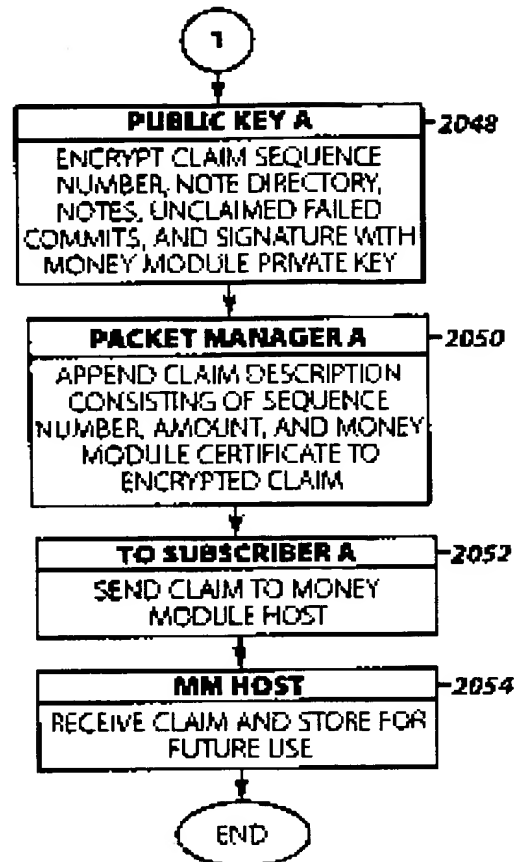 1
PUBLIC KEY A
2048
ENCRYPT CLAIM SEQUENCE
NUMBER, NOTE DIRECTORY,
NOTES, UNCLAIMED FAILED
COMMITS, AND SIGNATURE WITH
MONEY MODULE PRIVATE KEY
PACKET MANAGER A
2050
APPEND CLAIM DESCRIPTION
CONSISTING OF SEQUENCE
NUMBER, AMOUNT, AND MONEY
MODULE CERTIFICATE TO
ENCRYPTED CLAIM
TO SUBSCRIBER A
2052
SEND CLAIM TO MONEY
MODULE HOST
MM HOST
2054
RECEIVE CLAIM AND STORE FOR
FUTURE USE
END